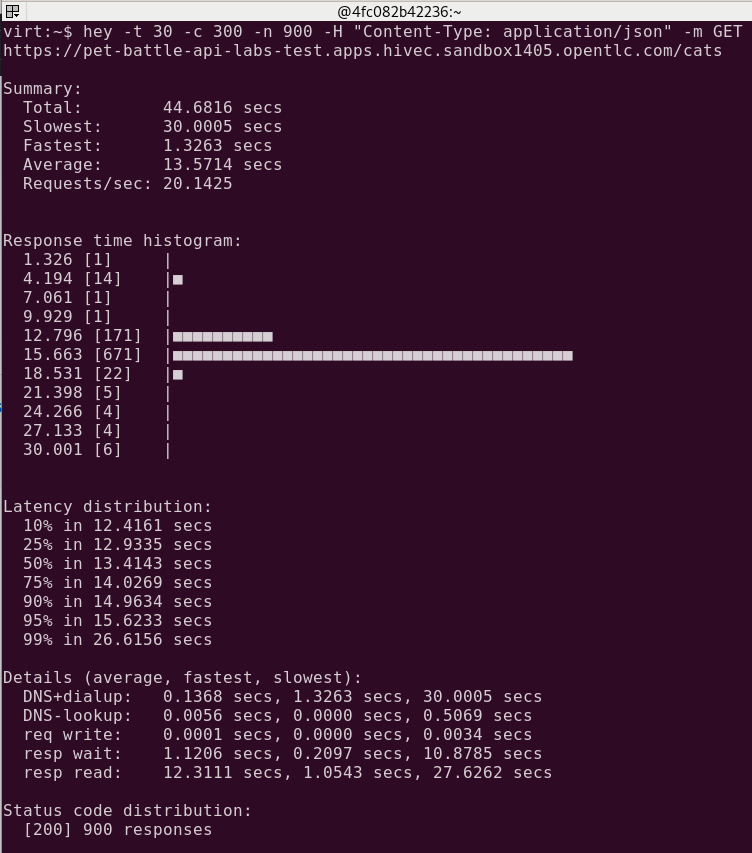 @4fc082b42236:~
virt:~$ hey -t 30 -c 300 -n 900 -H "Content-Type: application/json" -m GET
https://pet-battle-api-labs-test.apps.hivec.sandbox1405.opentlc.com/cats
Summary:
Total: 44.6816 secs
Slowest: 30.0005 secs
Fastest: 1.3263 secs
Average: 13.5714 secs
Requests/sec: 20.1425
Response time histogram:
1.326 [1] |
4.194 [14] |■
7.061 [1] |
9.929 [1] |
12.796 [171] |■■■■■■■■■■
15.663 [671] |■■■■■■■■■■■■■■■■■■■■■■■■■■■■■■■■■■■■■■■■
18.531 [22] |■
21.398 [5] |
24.266 [4] |
27.133 [4] |
30.001 [6] |
Latency distribution:
10% in 12.4161 secs
25% in 12.9335 secs
50% in 13.4143 secs
75% in 14.0269 secs
90% in 14.9634 secs
95% in 15.6233 secs
99% in 26.6156 secs
Details (average, fastest, slowest):
DNS+dialup: 0.1368 secs, 1.3263 secs, 30.0005 secs
DNS-lookup: 0.0056 secs, 0.0000 secs, 0.5069 secs
req write: 0.0001 secs, 0.0000 secs, 0.0034 secs
resp wait: 1.1206 secs, 0.2097 secs, 10.8785 secs
resp read: 12.3111 secs, 1.0543 secs, 27.6262 secs
Status code distribution:
[200] 900 responses